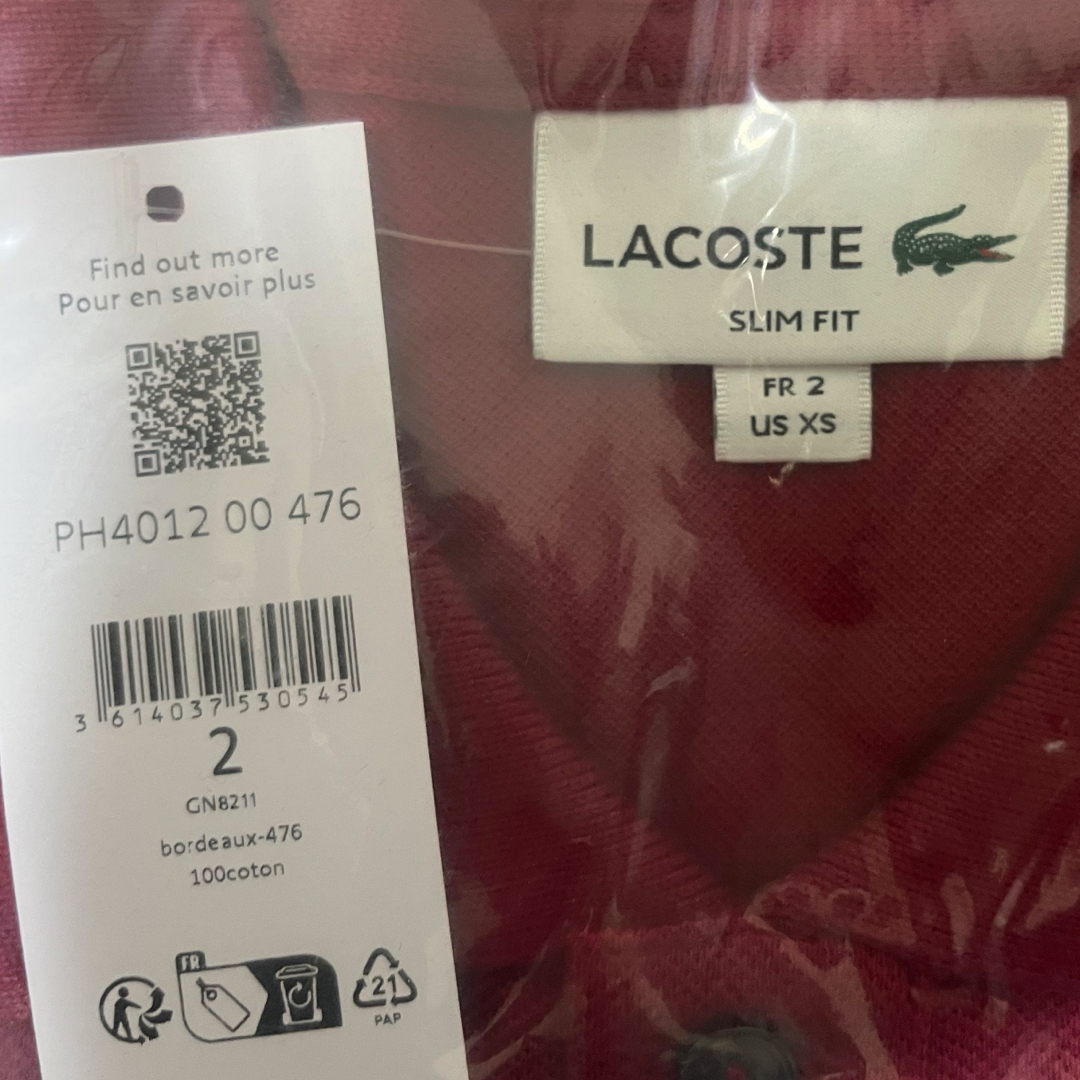 Find out more
Pour en savoir plus
PH4012 00 476
3 614037 530545
2
GN8211
bordeaux-476
100coton
FR
21
PAP
LACOSTE
SLIM FIT
FR 2
US XS